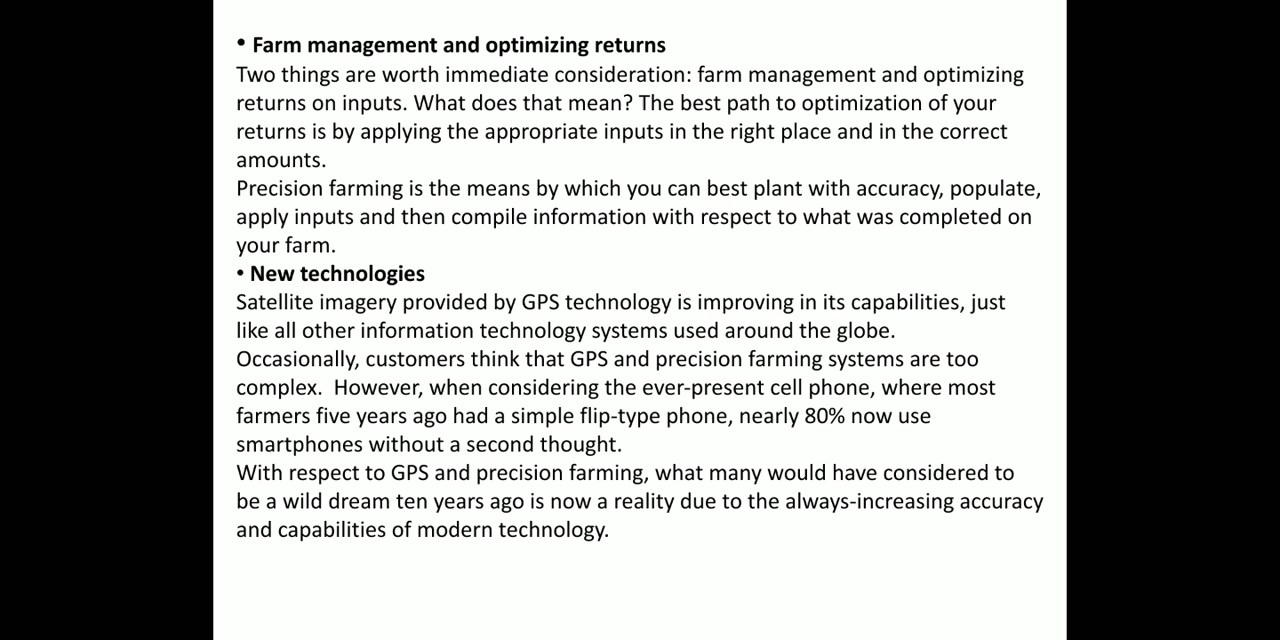 • Farm management and optimizing returns
Two things are worth immediate consideration: farm management and optimizing
returns on inputs. What does that mean? The best path to optimization of your
returns is by applying the appropriate inputs in the right place and in the correct
amounts.
Precision farming is the means by which you can best plant with accuracy, populate,
apply inputs and then compile information with respect to what was completed on
your farm.
• New technologies
Satellite imagery provided by GPS technology is improving in its capabilities, just
like all other information technology systems used around the globe.
Occasionally, customers think that GPS and precision farming systems are too
complex.  However, when considering the ever-present cell phone, where most
farmers five years ago had a simple flip-type phone, nearly 80% now use
smartphones without a second thought.
With respect to GPS and precision farming, what many would have considered to
be a wild dream ten years ago is now a reality due to the always-increasing accuracy
and capabilities of modern technology.